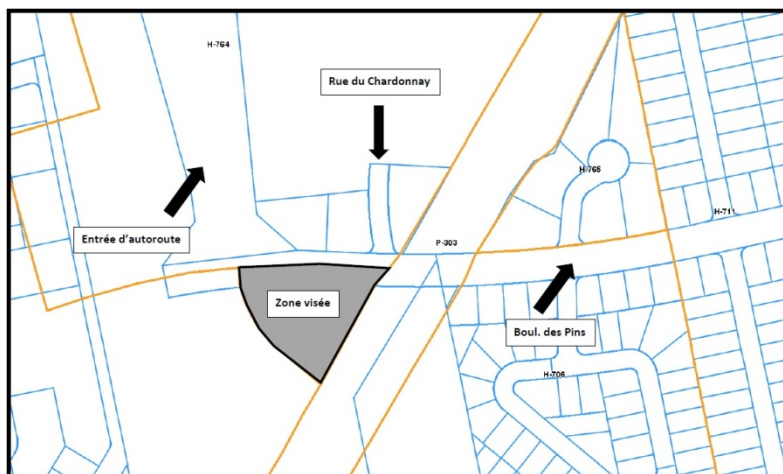 H-764
Rue du Chardonnay
H-765
H-711
Entrée d'autoroute
P-303
Zone visée
Boul. des Pins
H-706